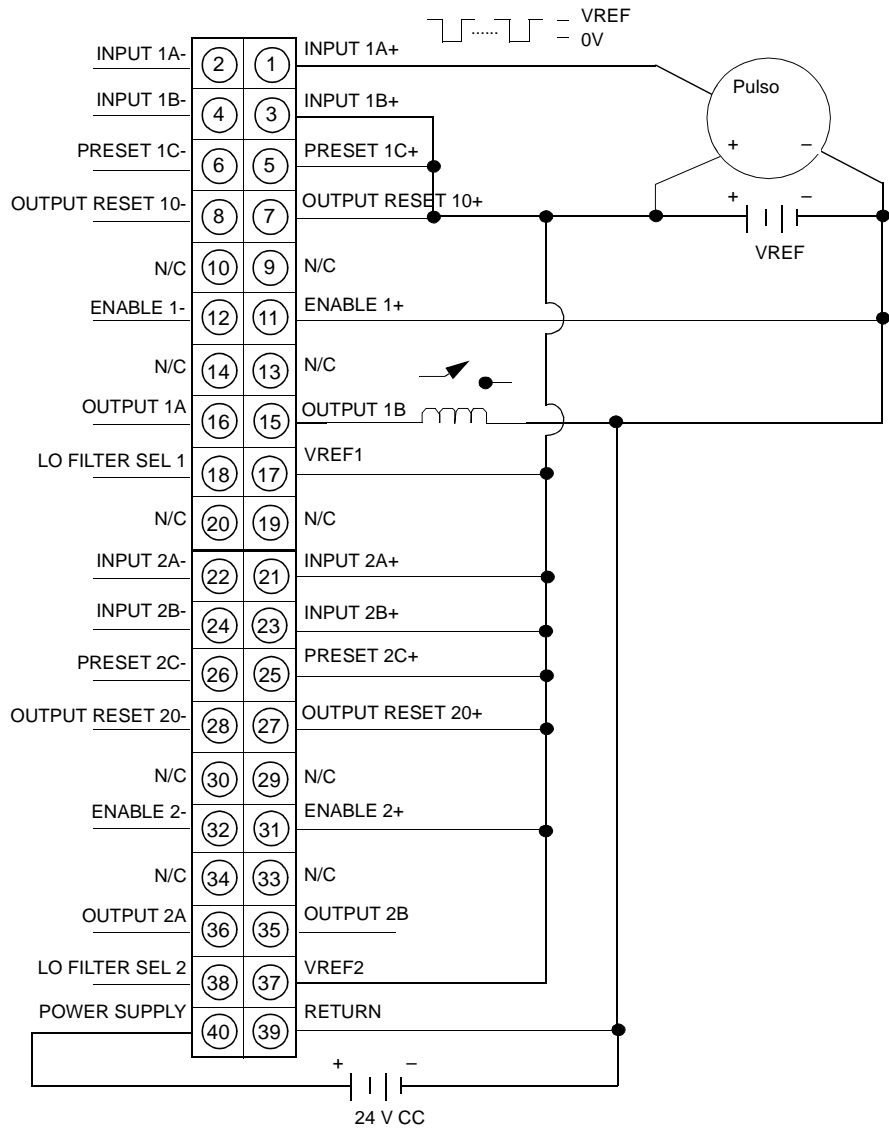 VREF
0V
INPUT 1A- 2 1 INPUT 1A+
Pulso
+ −
INPUT 1B- 4 3 INPUT 1B+
PRESET 1C- 6 5 PRESET 1C+
OUTPUT RESET 10- 8 7 OUTPUT RESET 10+
+ −
VREF
N/C 10 9 N/C
ENABLE 1- 12 11 ENABLE 1+
N/C 14 13 N/C
OUTPUT 1A 16 15 OUTPUT 1B
LO FILTER SEL 1 18 17 VREF1
N/C 20 19 N/C
INPUT 2A- 22 21 INPUT 2A+
INPUT 2B- 24 23 INPUT 2B+
PRESET 2C- 26 25 PRESET 2C+
OUTPUT RESET 20- 28 27 OUTPUT RESET 20+
N/C 30 29 N/C
ENABLE 2- 32 31 ENABLE 2+
N/C 34 33 N/C
OUTPUT 2A 36 35 OUTPUT 2B
LO FILTER SEL 2 38 37 VREF2
POWER SUPPLY 40 39 RETURN
+ −
24 V CC